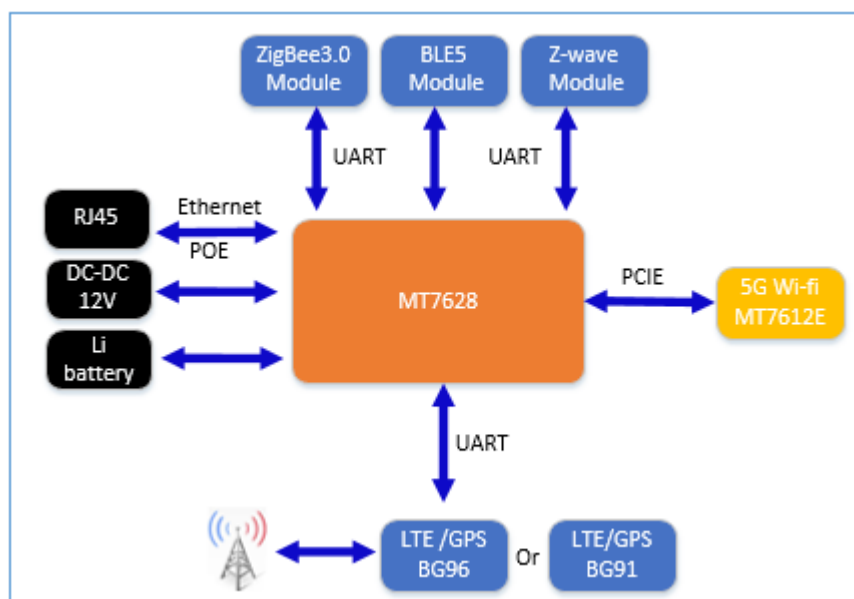 ZigBee3.0
Module
BLE5
Module
Z-wave
Module
UART
UART
RJ45
Ethernet
POE
DC-DC
12V
Li
battery
MT7628
PCIE
5G Wi-fi
MT7612E
UART
LTE /GPS
BG96
Or
LTE/GPS
BG91